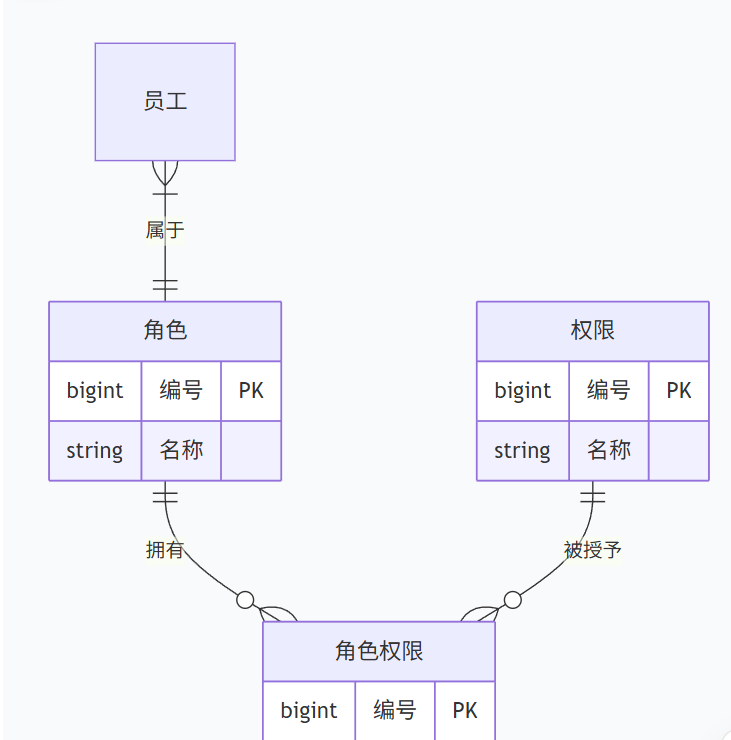 员工
属于
角色
权限
bigint 编号 PK
bigint 编号 PK
string 名称
string 名称
拥有
被授予
角色权限
bigint 编号 PK